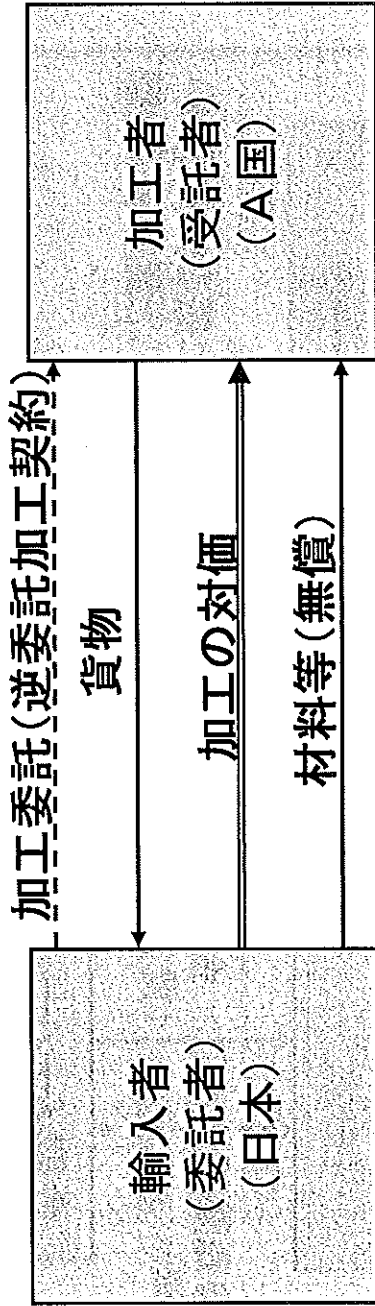 輸入者
(委託者)
(日本)
加工委託(逆委託加工契約)
貨物
加工の対価
材料等(無償)
加工者
(受託者)
(A国)